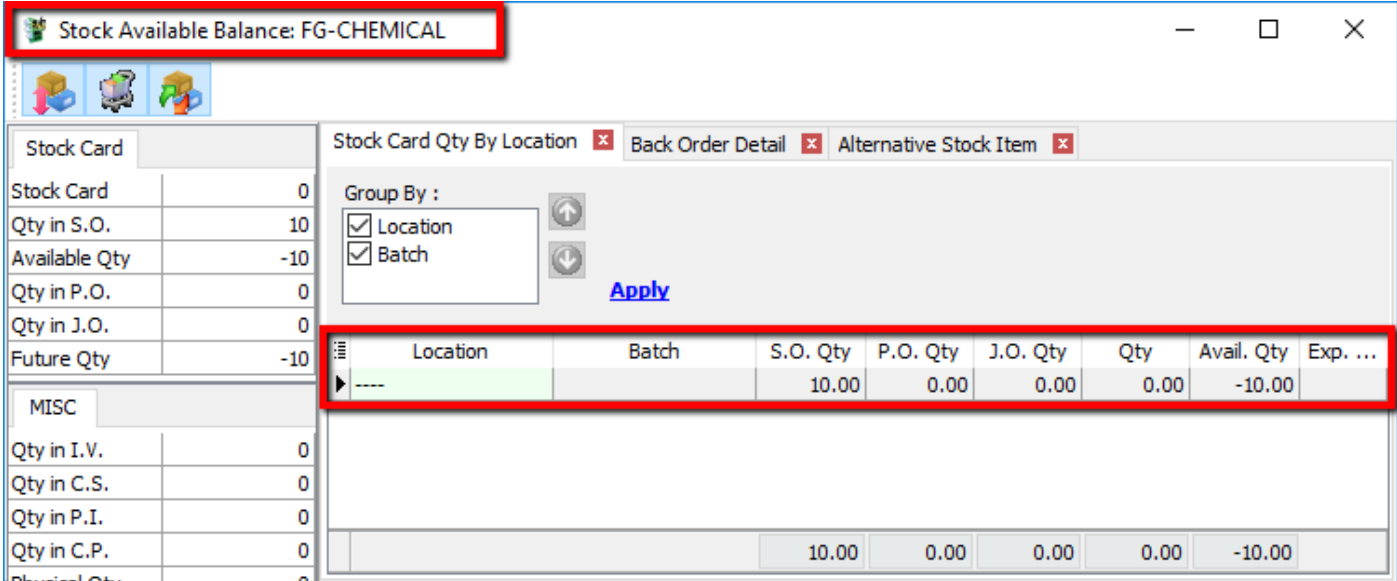 Stock Available Balance: FG-CHEMICAL
Stock Card
Stock Card 0
Qty in S.O. 10
Available Qty -10
Qty in P.O. 0
Qty in J.O. 0
Future Qty -10
MISC
Qty in I.V. 0
Qty in C.S. 0
Qty in P.I. 0
Qty in C.P. 0
Stock Card Qty By Location Back Order Detail Alternative Stock Item
Group By :
Location
Batch
Apply
Location Batch S.O. Qty P.O. Qty J.O. Qty Qty Avail. Qty Exp. ...
---- 10.00 0.00 0.00 0.00 -10.00
10.00 0.00 0.00 0.00 -10.00